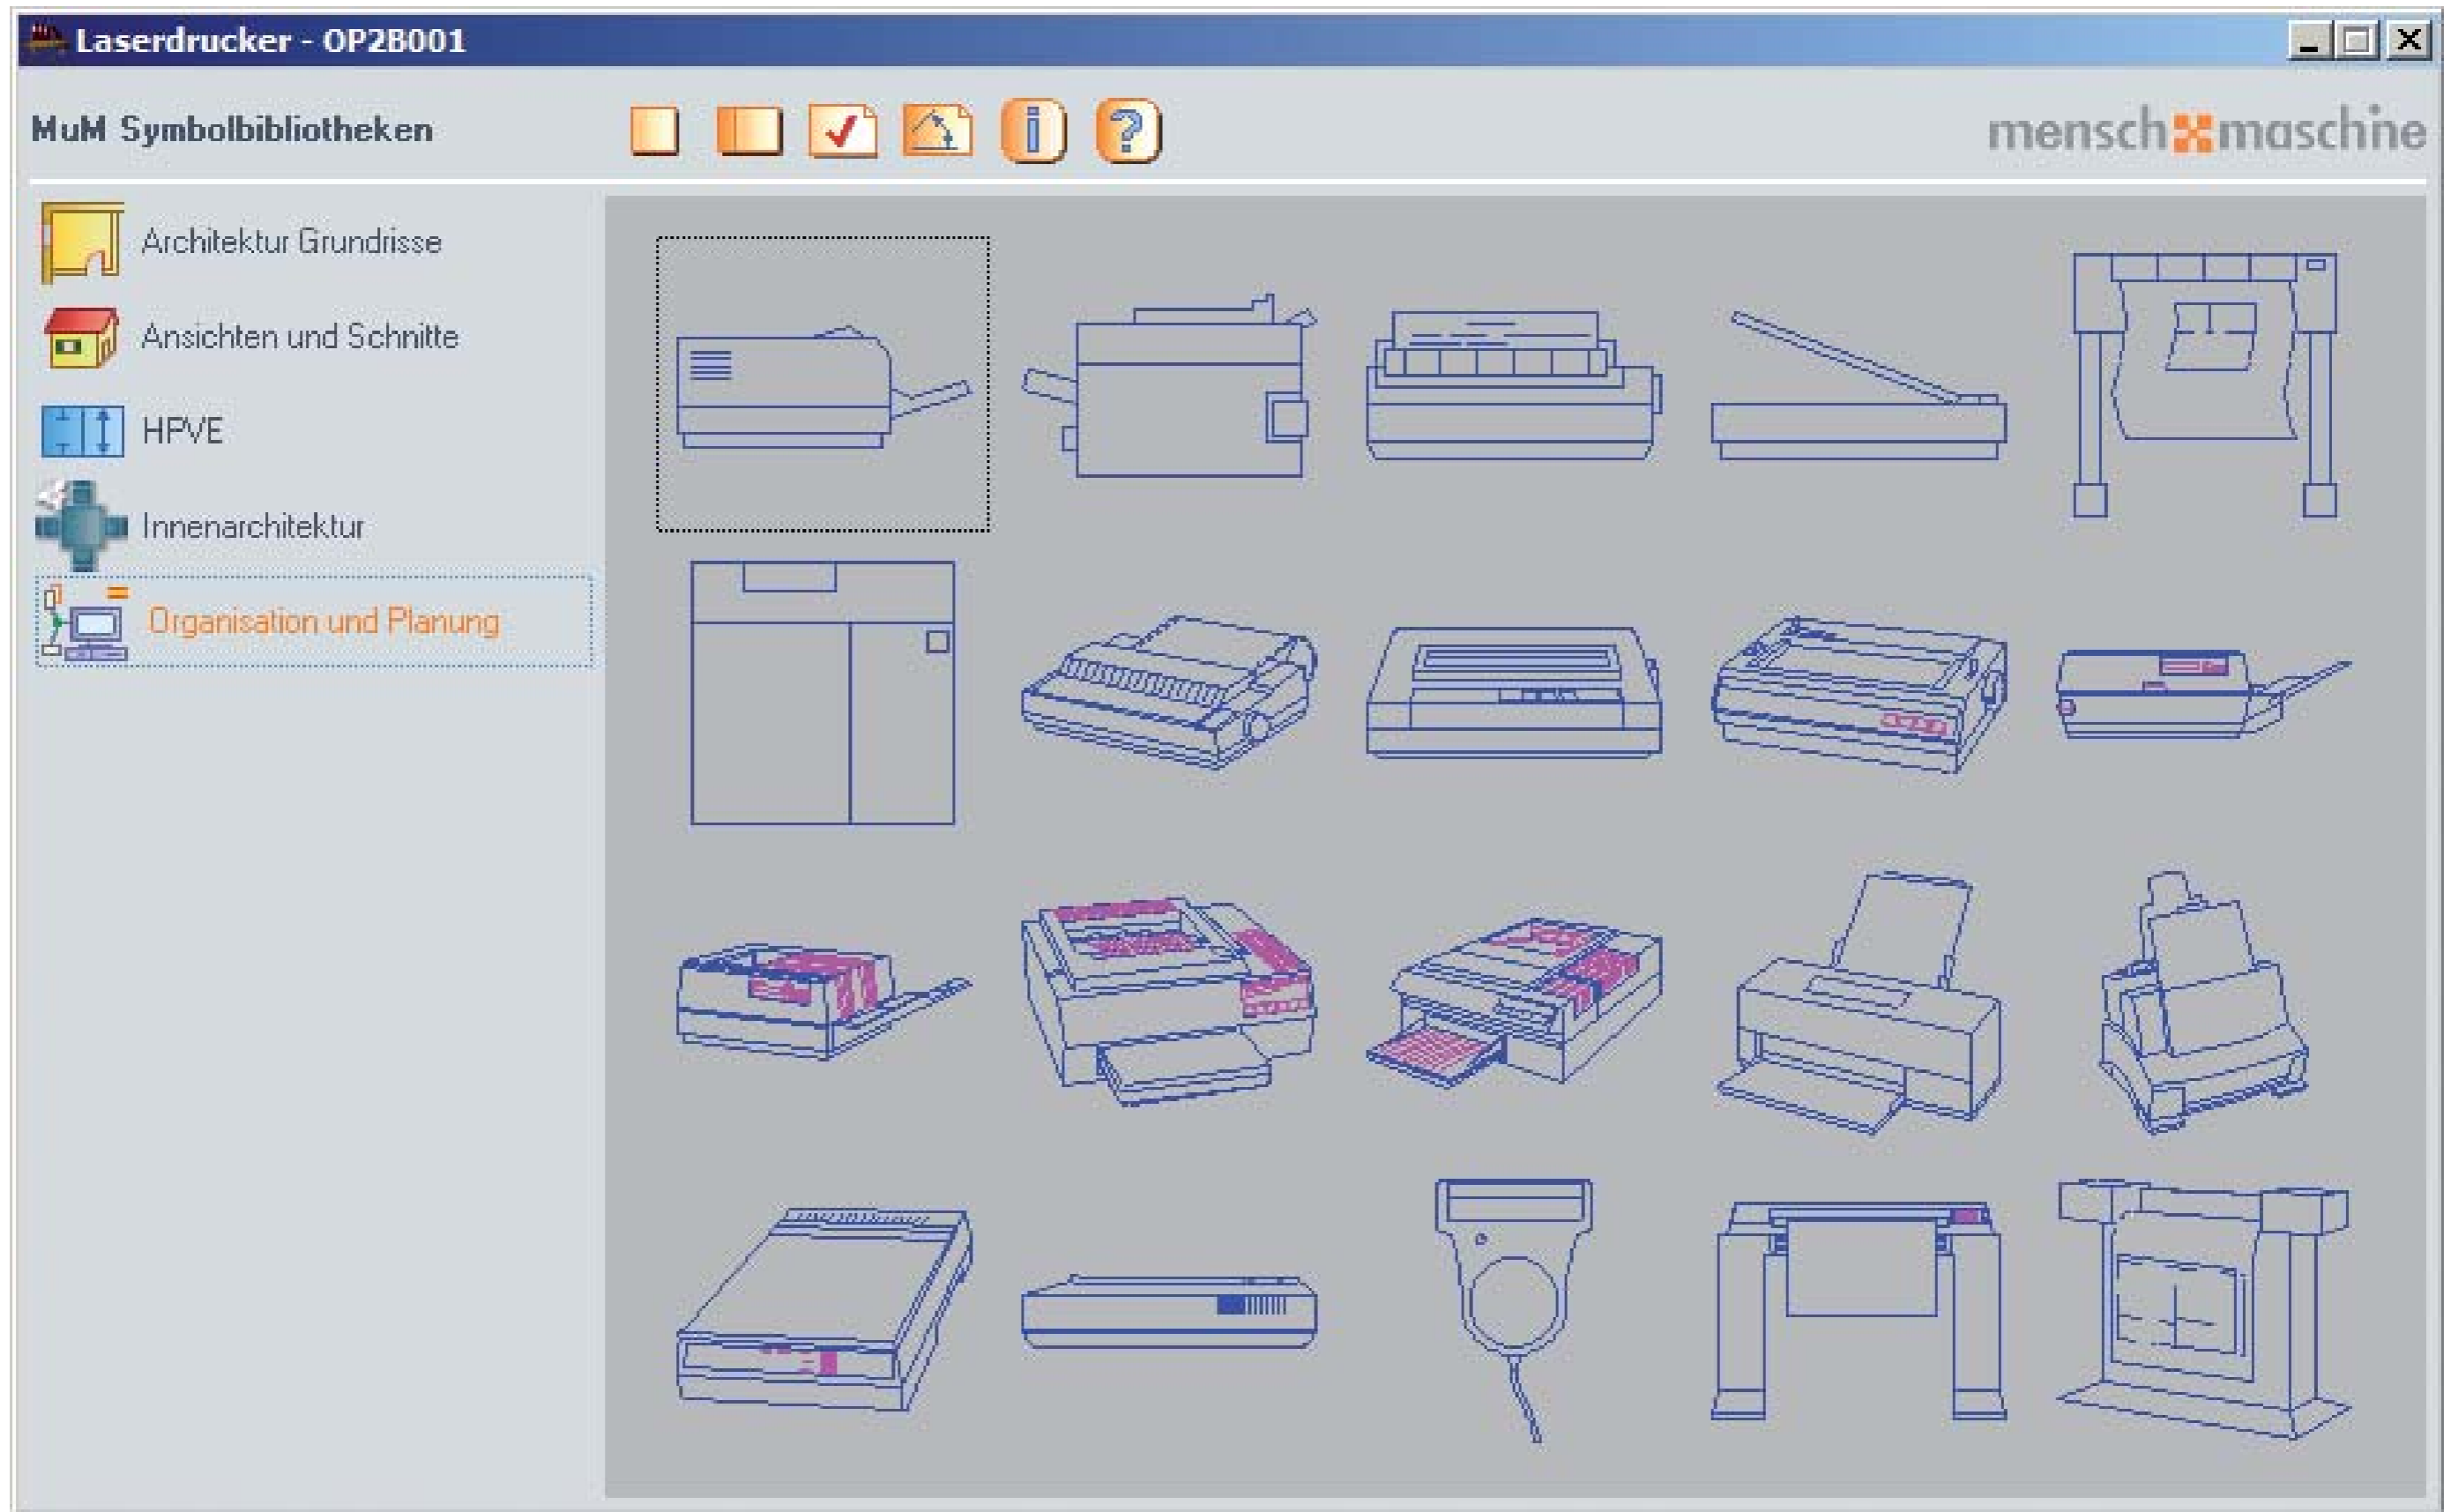 Laserdrucker - OP2B001
MuM Symbolbibliotheken
mensch maschine
Architektur Grundrisse
Ansichten und Schnitte
HPVE
Innenarchitektur
Organisation und Planung